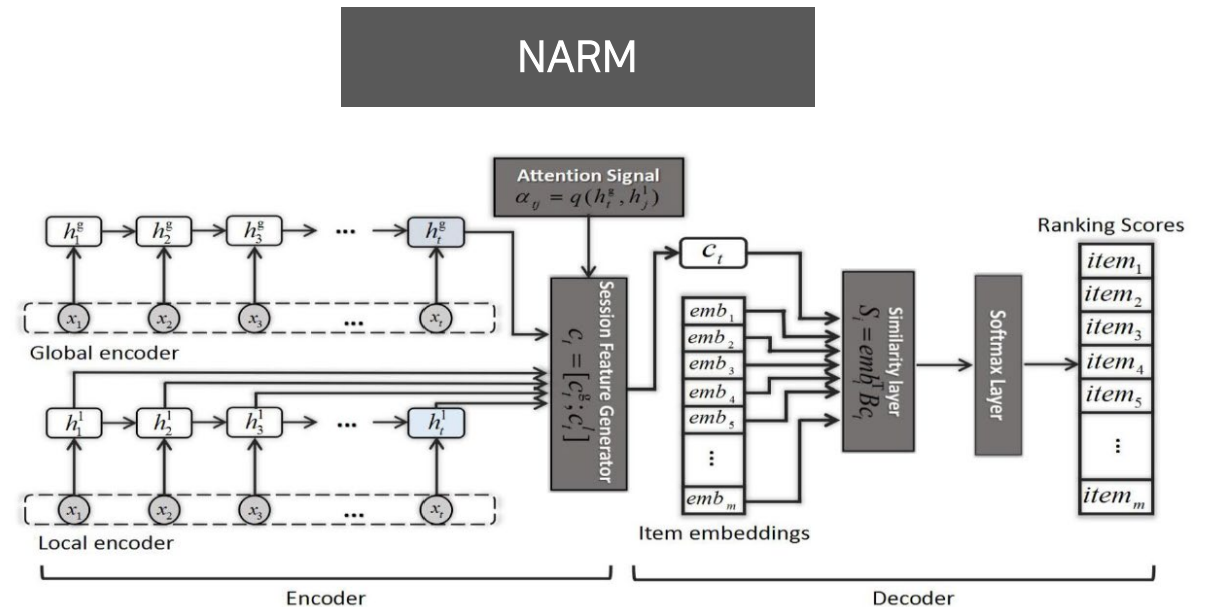 NARM
Attention Signal
α_tj = q(h_t^g, h_j^l)
h_1^g h_2^g h_3^g ... h_t^g
x_1 x_2 x_3 ... x_t
Global encoder
h_1^l h_2^l h_3^l ... h_t^l
x_1 x_2 x_3 ... x_t
Local encoder
Encoder
Session Feature Generator
c_t = [c_t^g; c_t^l]
c_t
emb_1
emb_2
emb_3
emb_4
emb_5
...
emb_m
Item embeddings
Similarity layer
S_i = emb_i^T B c_t
Softmax Layer
Ranking Scores
item_1
item_2
item_3
item_4
item_5
...
item_m
Decoder